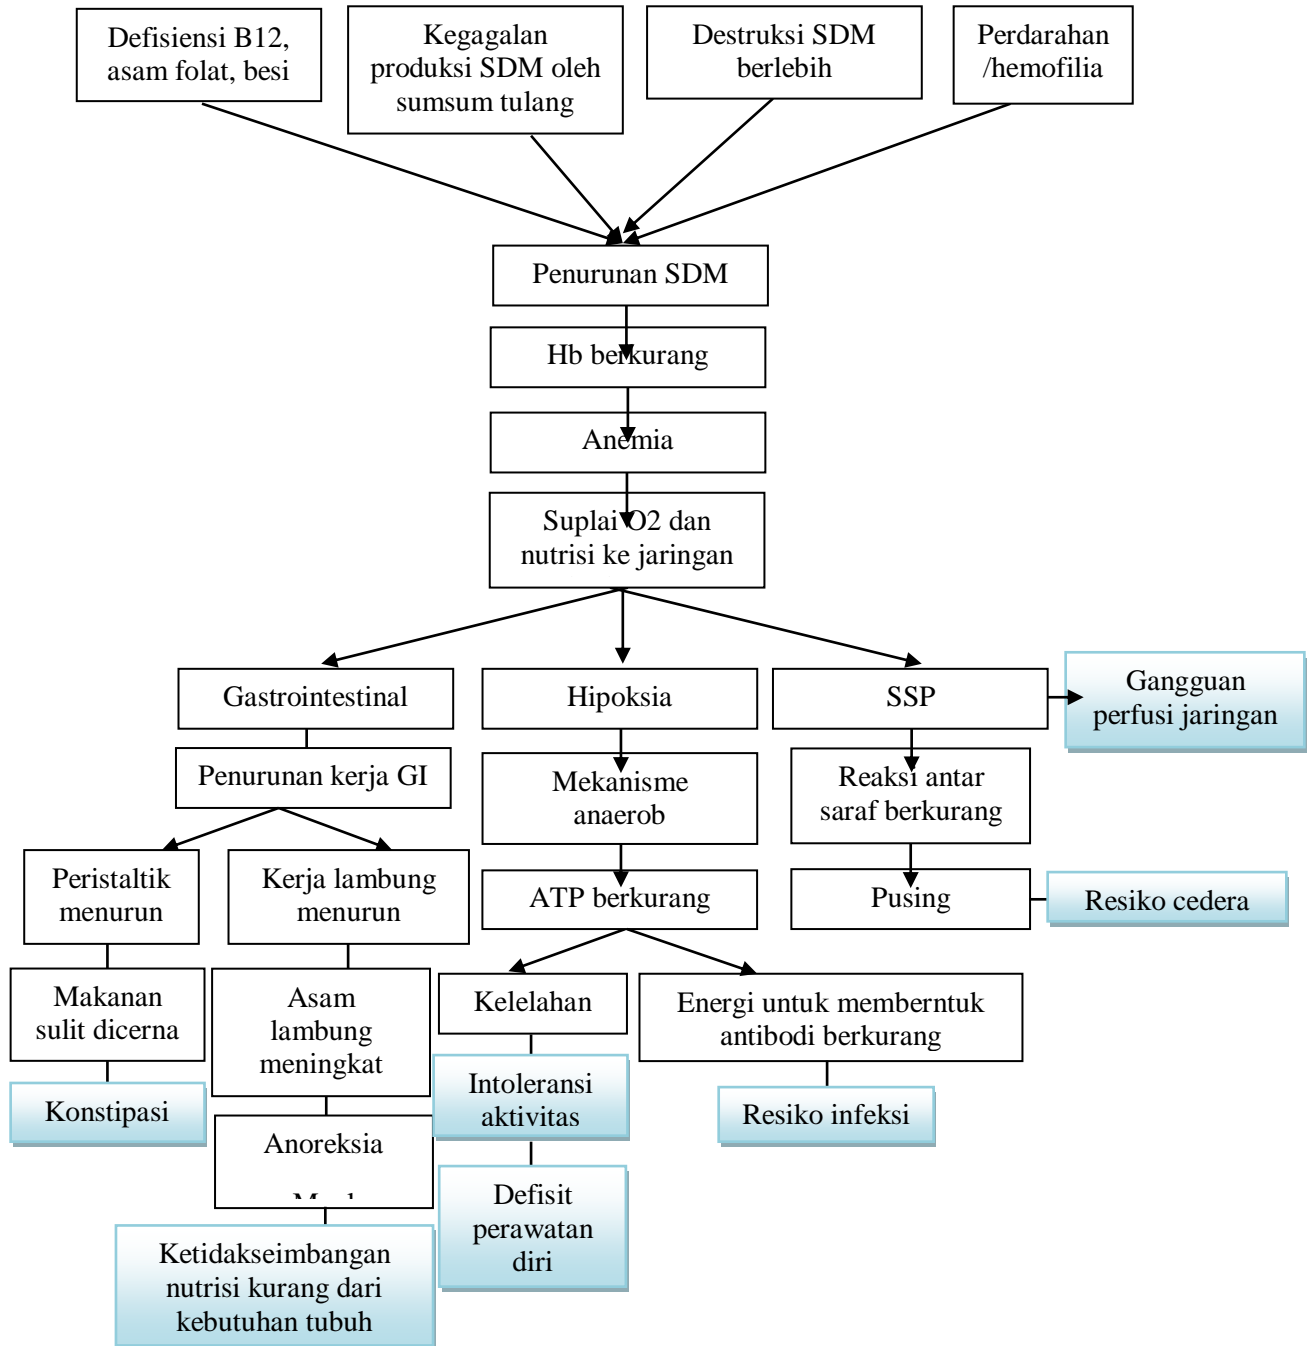 Defisiensi B12,
asam folat, besi
Kegagalan
produksi SDM oleh
sumsum tulang
Destruksi SDM
berlebih
Perdarahan
/hemofilia
Penurunan SDM
Hb berkurang
Anemia
Suplai O2 dan
nutrisi ke jaringan
Gastrointestinal
Hipoksia
SSP
Gangguan
perfusi jaringan
Penurunan kerja GI
Mekanisme
anaerob
Reaksi antar
saraf berkurang
Peristaltik
menurun
Kerja lambung
menurun
ATP berkurang
Pusing
Resiko cedera
Makanan
sulit dicerna
Asam
lambung
meningkat
Kelelahan
Energi untuk memberntuk
antibodi berkurang
Konstipasi
Intoleransi
aktivitas
Resiko infeksi
Anoreksia
Defisit
perawatan
diri
Ketidakseimbangan
nutrisi kurang dari
kebutuhan tubuh